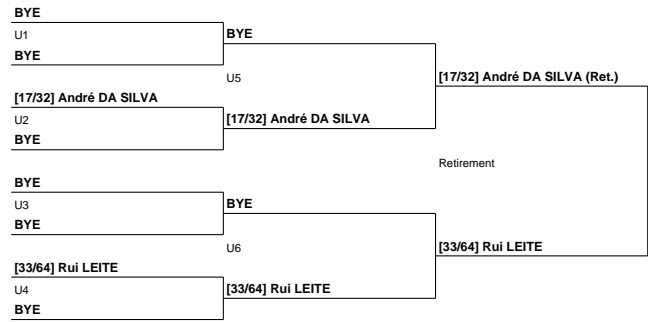 BYE
U1
BYE
BYE
U5
[17/32] André DA SILVA (Ret.)
[17/32] André DA SILVA
U2
[17/32] André DA SILVA
BYE
Retirement
BYE
U3
BYE
BYE
U6
[33/64] Rui LEITE
[33/64] Rui LEITE
U4
[33/64] Rui LEITE
BYE